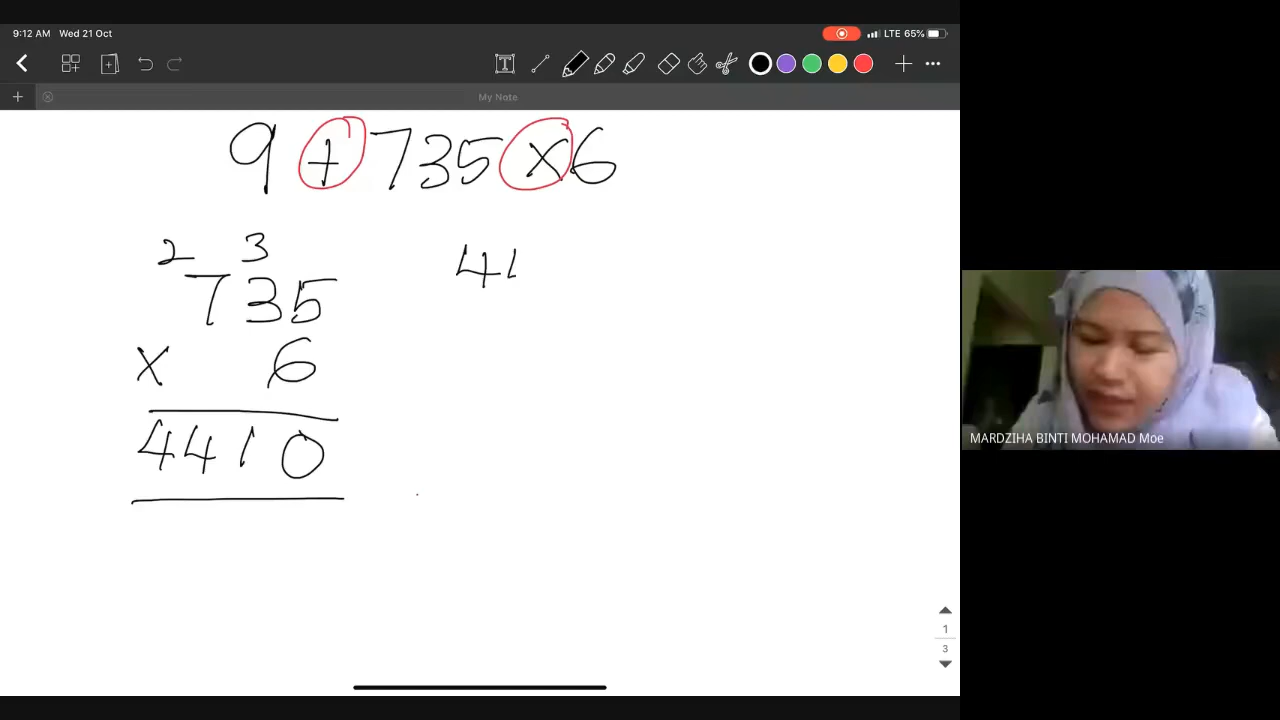 9:12 AM Wed 21 Oct
LTE 65%
T
My Note
9 + 735 × 6
2 3
735
× 6
4410
44
MARDZIHA BINTI MOHAMAD Moe
1
3